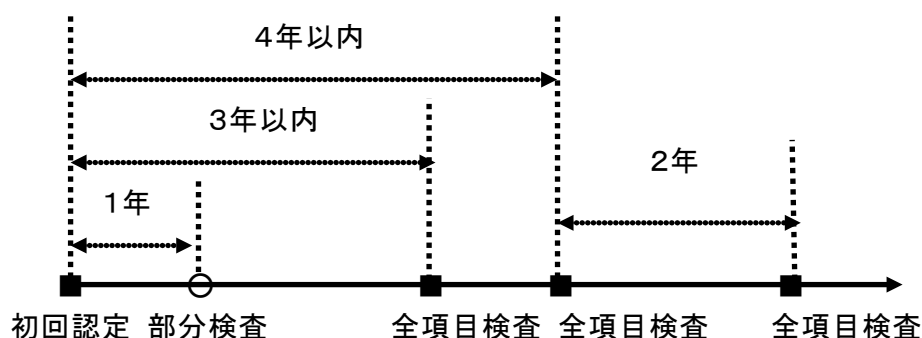 4年以内
3年以内
1年
2年
初回認定 部分検査 全項目検査 全項目検査 全項目検査